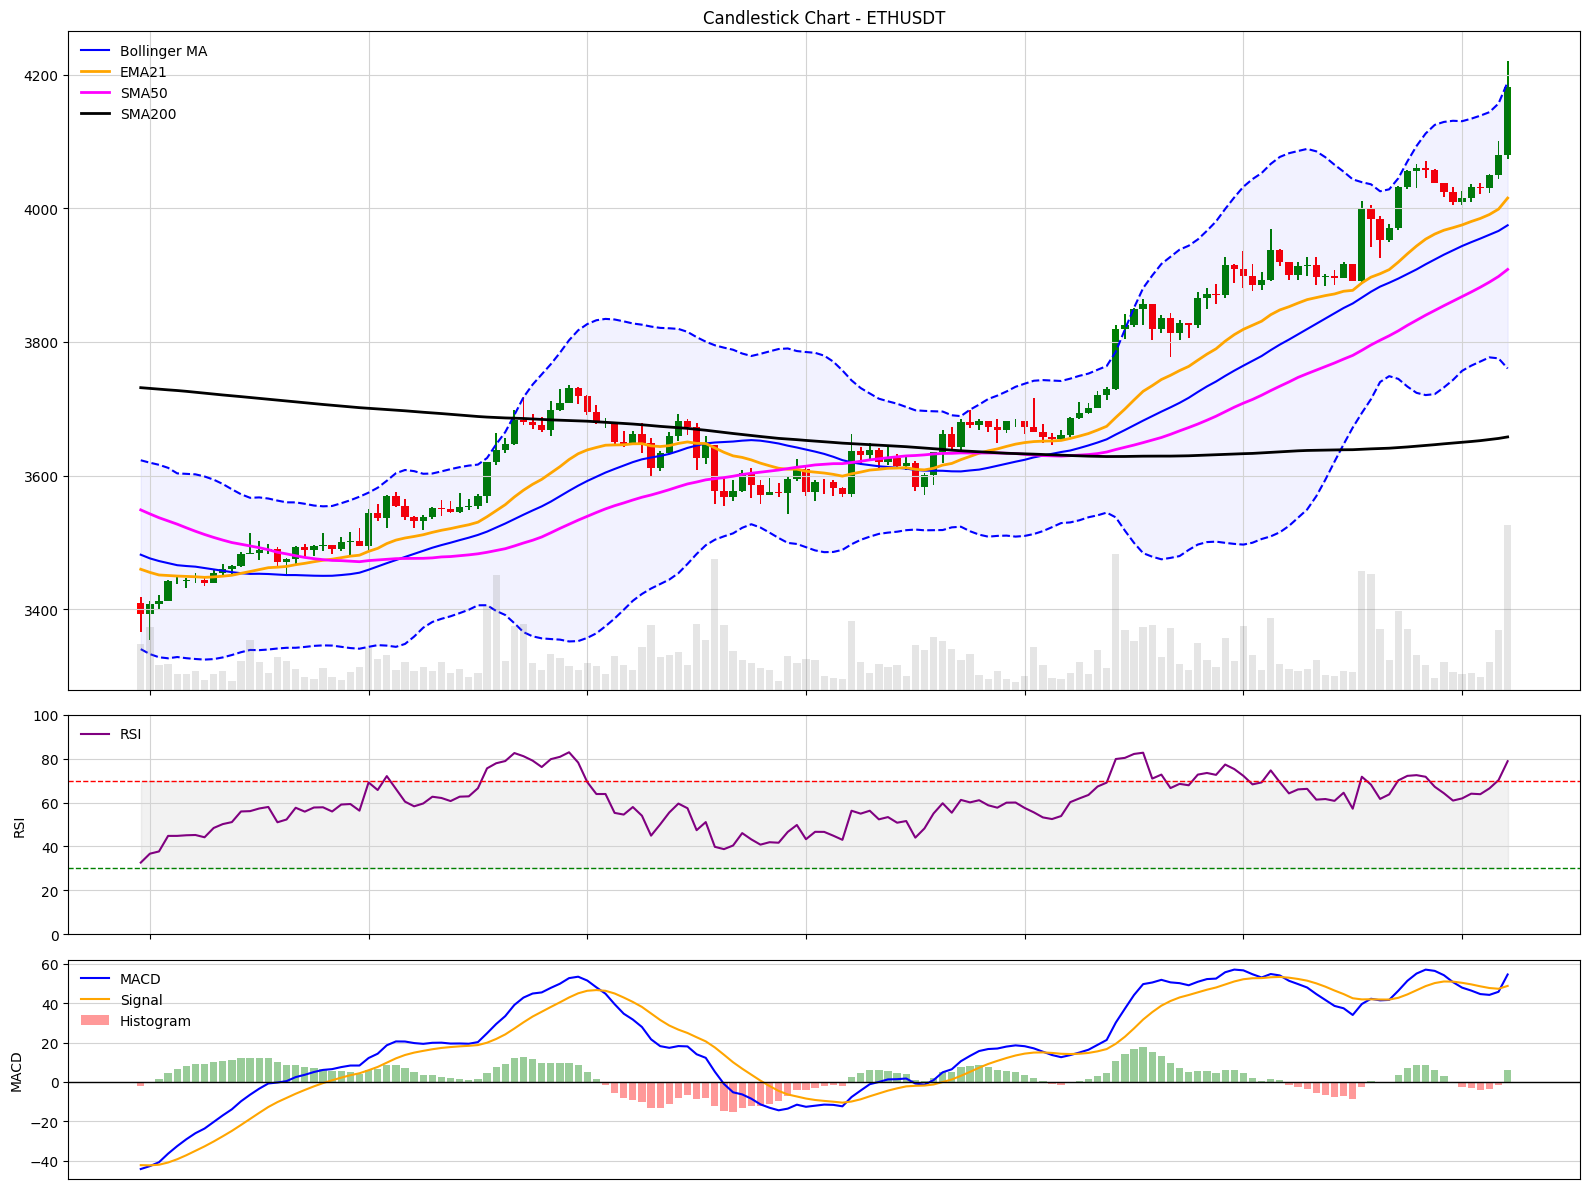 Candlestick Chart - ETHUSDT
Bollinger MA
EMA21
SMA50
SMA200
4200
4000
3800
3600
3400
RSI
100
80
60
40
20
0
RSI
MACD
Signal
Histogram
60
40
20
0
−20
−40
MACD